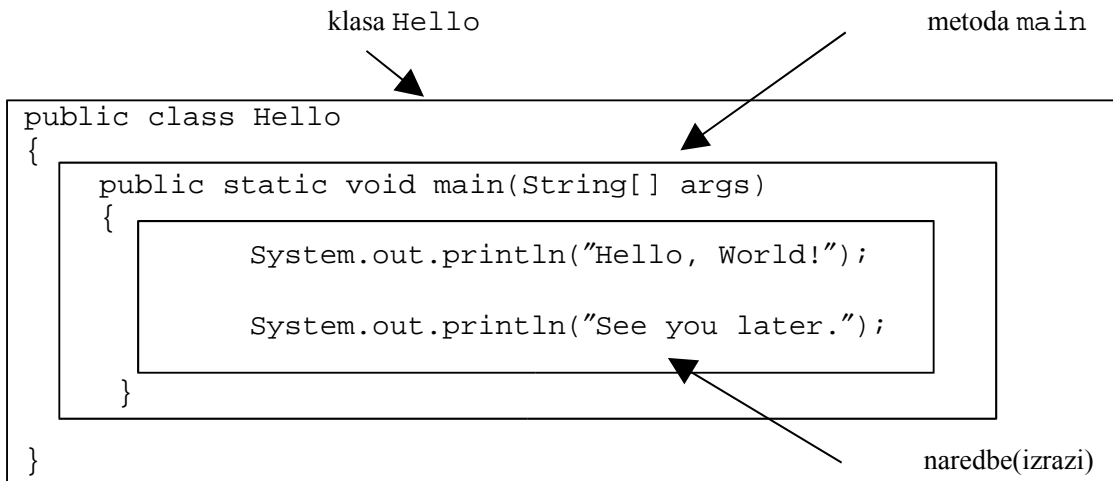 klasa Hello metoda main
public class Hello
{
public static void main(String[] args)
{
System.out.println(″Hello, World!″);
System.out.println(″See you later.″);
}
}
naredbe(izrazi)